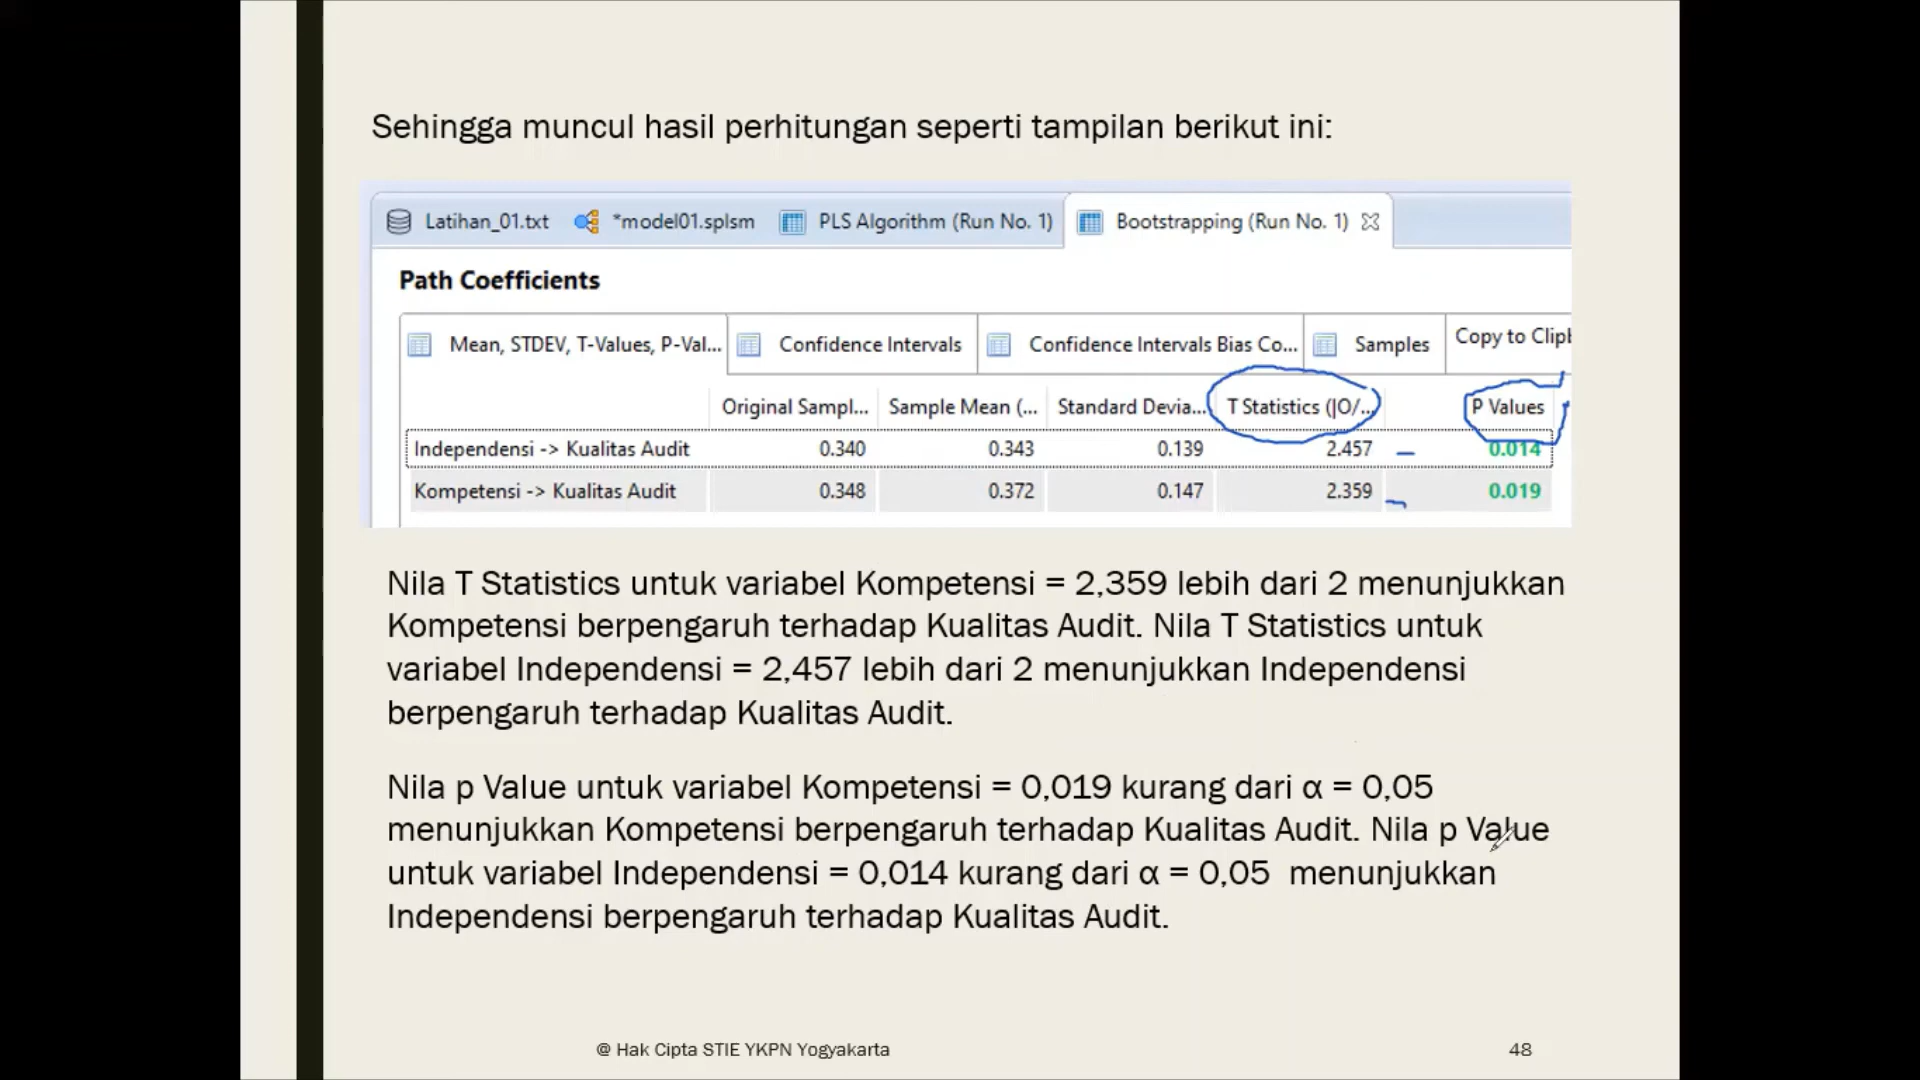 Sehingga muncul hasil perhitungan seperti tampilan berikut ini:
Latihan_01.txt *model01.splsm PLS Algorithm (Run No. 1) Bootstrapping (Run No. 1)
Path Coefficients
Mean, STDEV, T-Values, P-Val... Confidence Intervals Confidence Intervals Bias Co... Samples Copy to Clipb
Original Sampl... Sample Mean (... Standard Devia... T Statistics (|O/... P Values
Independensi -> Kualitas Audit 0.340 0.343 0.139 2.457 0.014
Kompetensi -> Kualitas Audit 0.348 0.372 0.147 2.359 0.019
Nila T Statistics untuk variabel Kompetensi = 2,359 lebih dari 2 menunjukkan
Kompetensi berpengaruh terhadap Kualitas Audit. Nila T Statistics untuk
variabel Independensi = 2,457 lebih dari 2 menunjukkan Independensi
berpengaruh terhadap Kualitas Audit.
Nila p Value untuk variabel Kompetensi = 0,019 kurang dari α = 0,05
menunjukkan Kompetensi berpengaruh terhadap Kualitas Audit. Nila p Value
untuk variabel Independensi = 0,014 kurang dari α = 0,05  menunjukkan
Independensi berpengaruh terhadap Kualitas Audit.
@ Hak Cipta STIE YKPN Yogyakarta 48